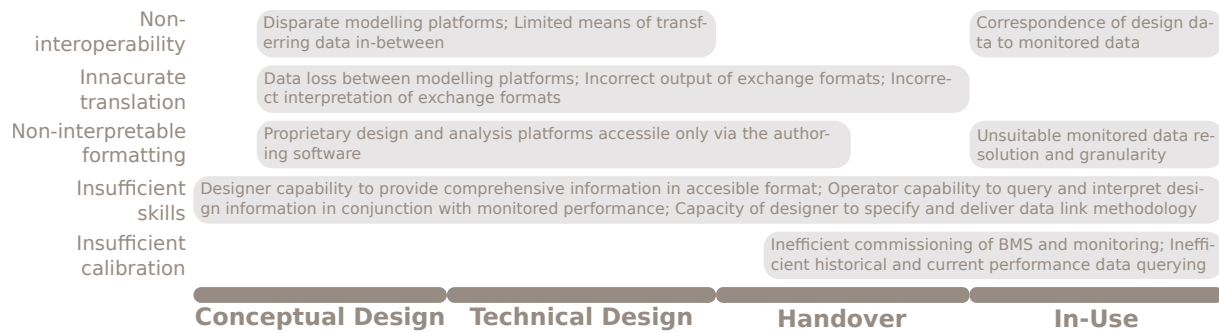 Non-
interoperability
Disparate modelling platforms; Limited means of transf-
erring data in-between
Correspondence of design da-
ta to monitored data
Innacurate
translation
Data loss between modelling platforms; Incorrect output of exchange formats; Incorre-
ct interpretation of exchange formats
Non-interpretable
formatting
Proprietary design and analysis platforms accessile only via the author-
ing software
Unsuitable monitored data re-
solution and granularity
Insufficient
skills
Designer capability to provide comprehensive information in accesible format; Operator capability to query and interpret desi-
gn information in conjunction with monitored performance; Capacity of designer to specify and deliver data link methodology
Insufficient
calibration
Inefficient commissioning of BMS and monitoring; Ineffi-
cient historical and current performance data querying
Conceptual Design Technical Design Handover In-Use